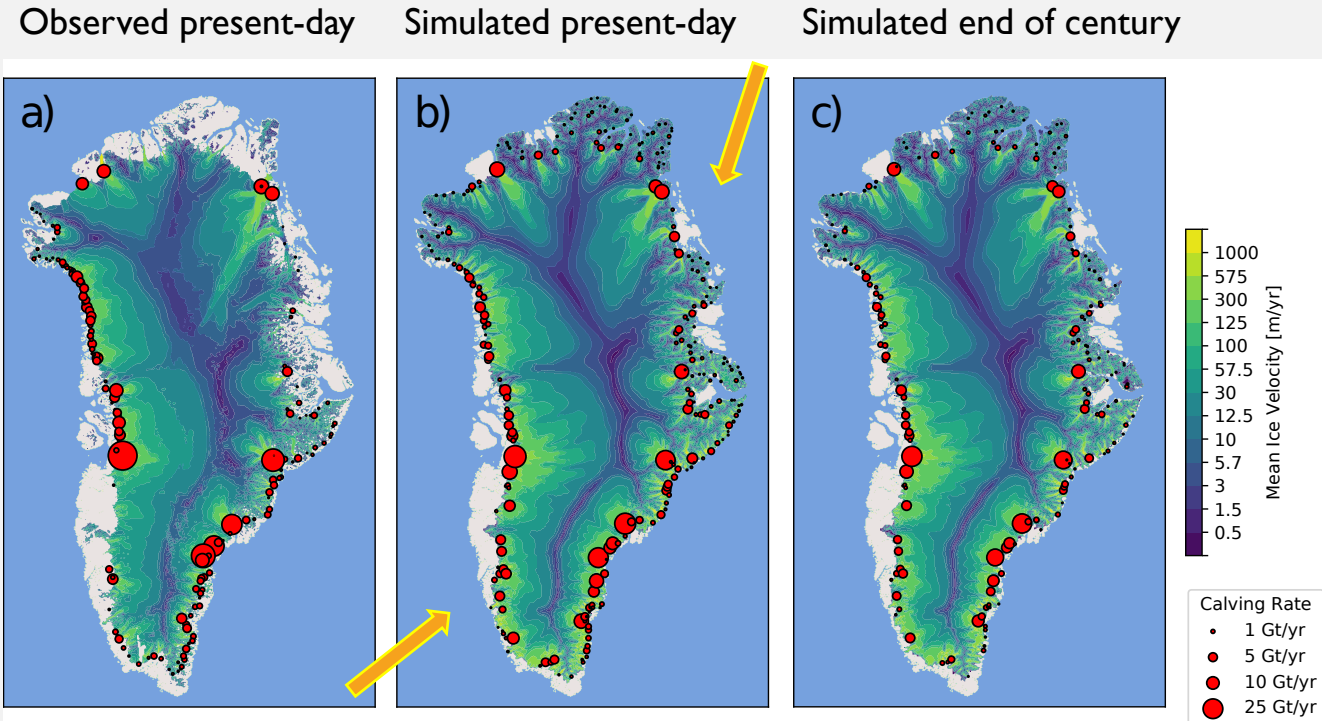 Observed present-day
Simulated present-day
Simulated end of century
a)
b)
c)
1000
575
300
125
100
57.5
30
12.5
10
5.7
3
1.5
0.5
Mean Ice Velocity [m/yr]
Calving Rate
1 Gt/yr
5 Gt/yr
10 Gt/yr
25 Gt/yr